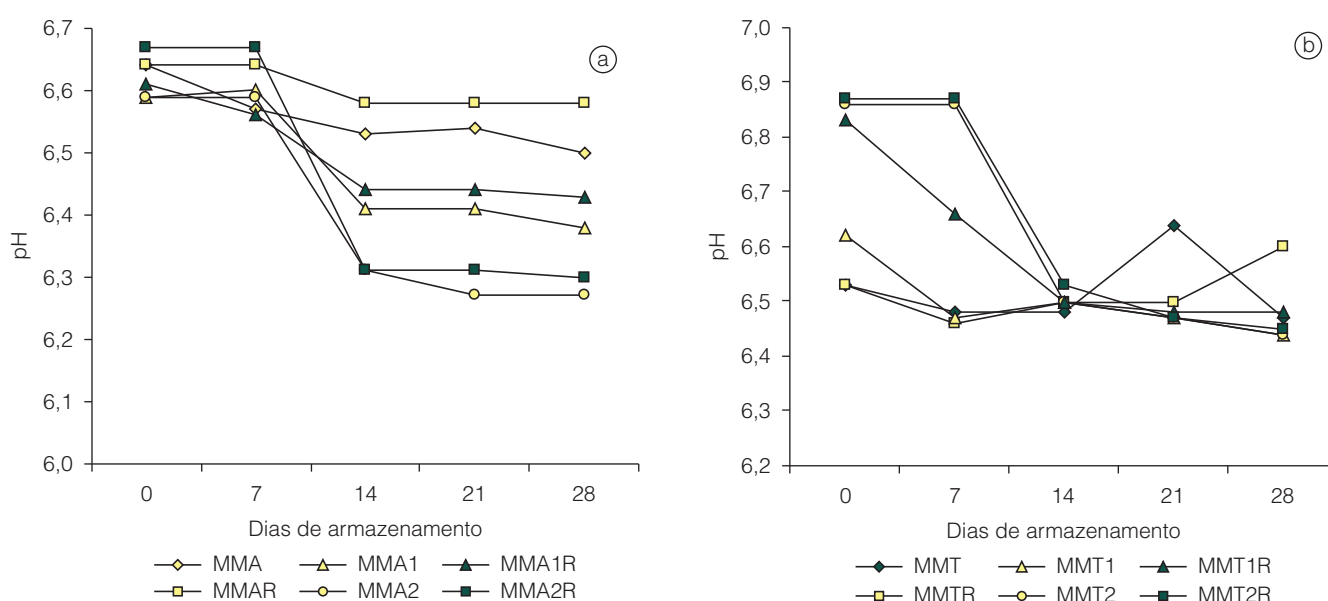 6,7
6,6
6,5
6,4
6,3
6,2
6,1
6,0
pH
a
0 7 14 21 28
Dias de armazenamento
MMA MMA1 MMA1R
MMAR MMA2 MMA2R
7,0
6,9
6,8
6,7
6,6
6,5
6,4
6,3
6,2
pH
b
0 7 14 21 28
Dias de armazenamento
MMT MMT1 MMT1R
MMTR MMT2 MMT2R